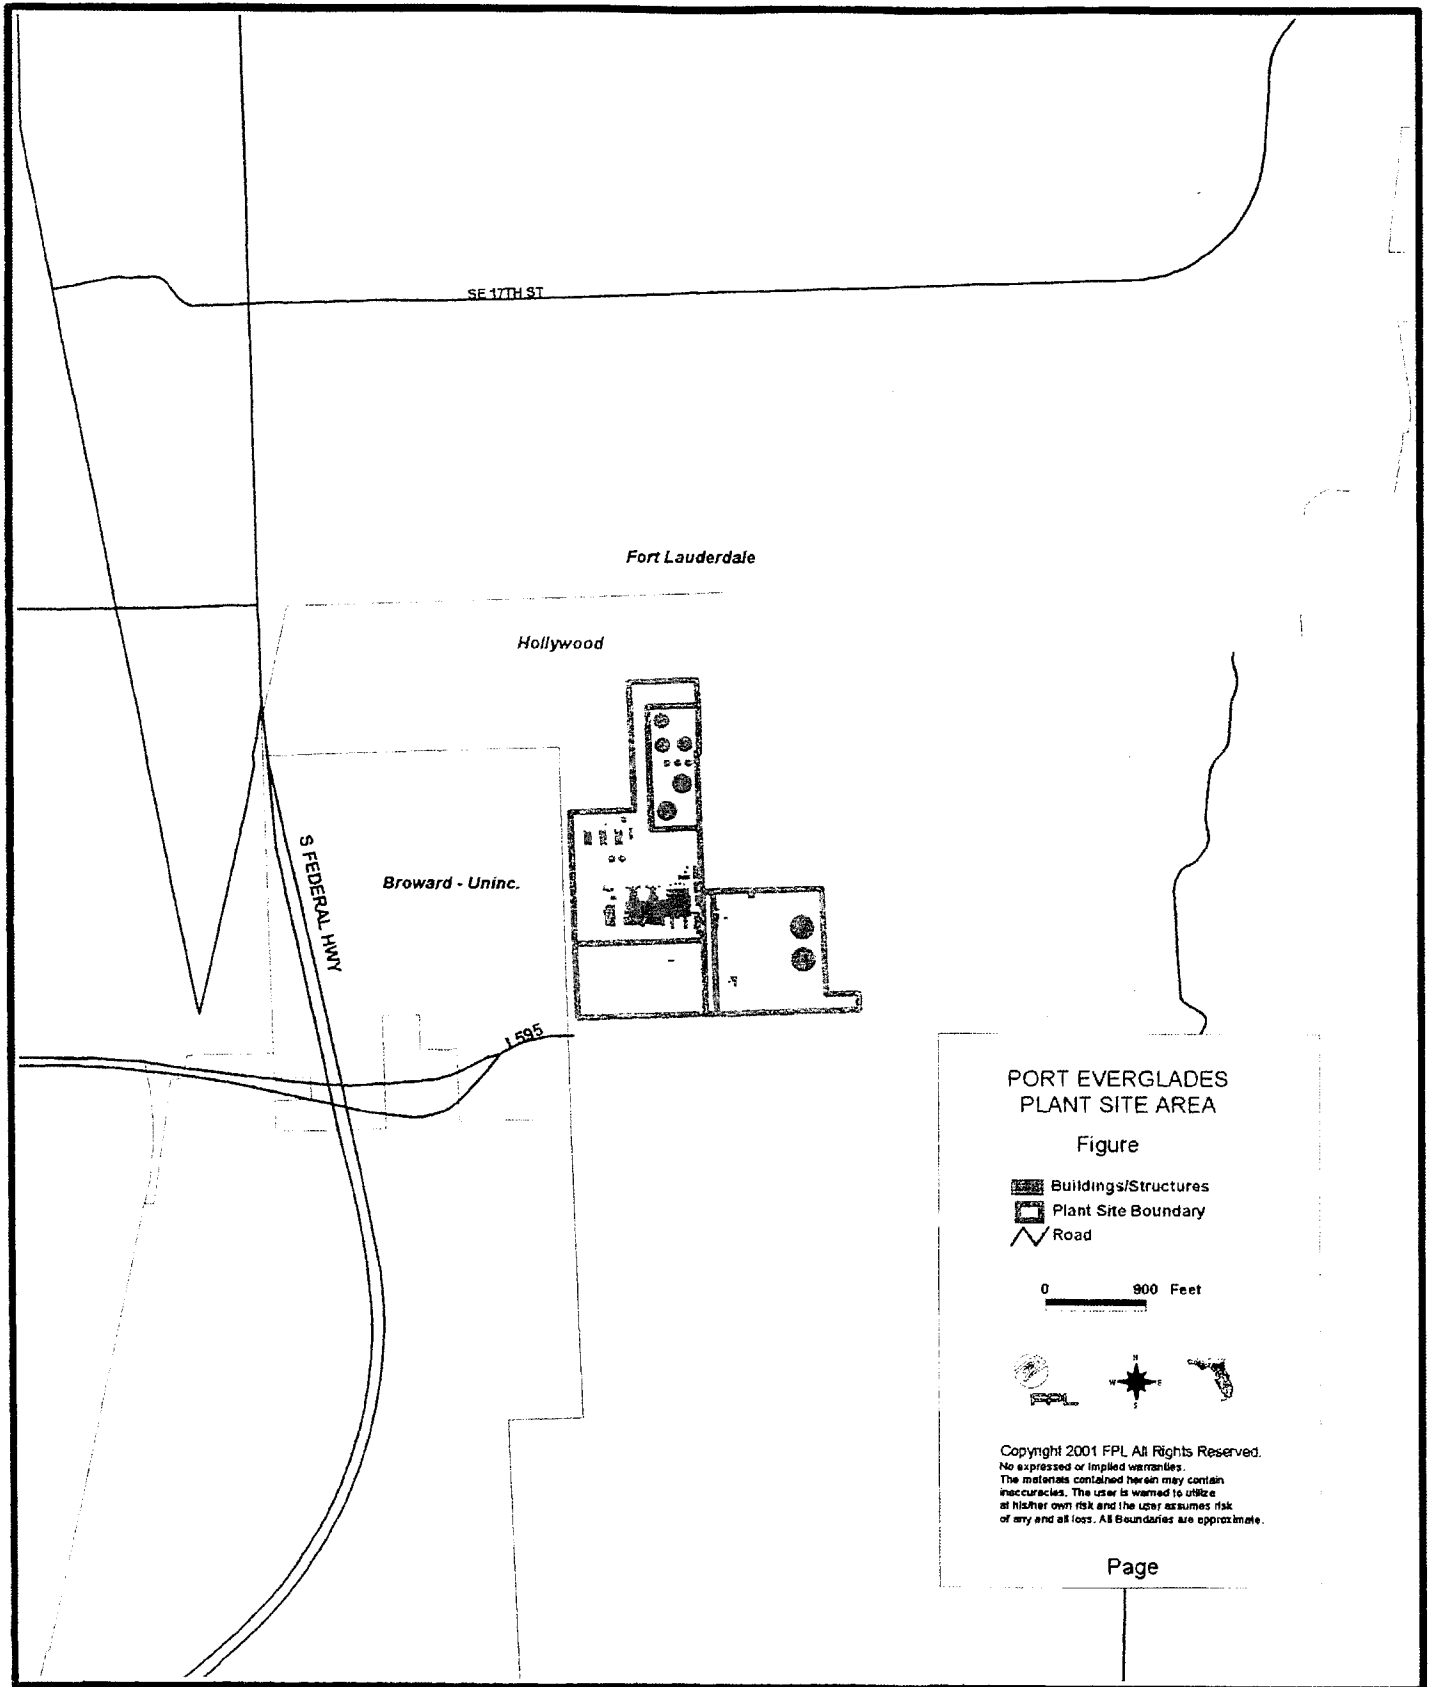 SE 17TH ST
Fort Lauderdale
Hollywood
S FEDERAL HWY
Broward - Uninc.
I 595
PORT EVERGLADES
PLANT SITE AREA
Figure
Buildings/Structures
Plant Site Boundary
Road
0 900 Feet
N
W E
S
FPL
Copyright 2001 FPL All Rights Reserved.
No expressed or implied warranties.
The materials contained herein may contain
inaccuracies. The user is warned to utilize
at his/her own risk and the user assumes risk
of any and all loss. All Boundaries are approximate.
Page